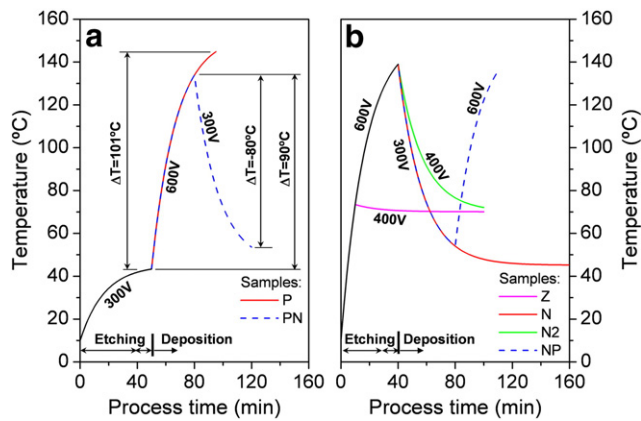 a
b
160
140
120
100
80
60
40
20
0
Temperature (ºC)
ΔT=101ºC
600V
300V
ΔT=-80ºC
ΔT=90ºC
300V
Samples:
P
PN
Etching
Deposition
0
40
80
120
160
Process time (min)
600V
300V
400V
400V
600V
Samples:
Z
N
N2
NP
Etching
Deposition
0
40
80
120
160
Process time (min)
160
140
120
100
80
60
40
20
0
Temperature (ºC)